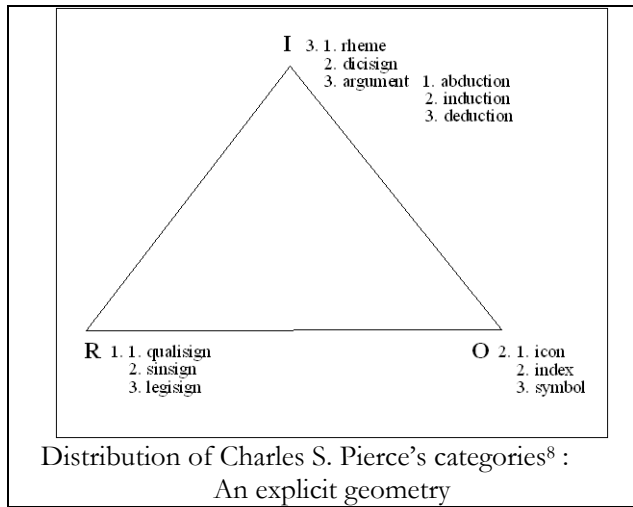 I 3. 1. rheme
2. dicisign
3. argument 1. abduction
2. induction
3. deduction
R 1. 1. qualisign
2. sinsign
3. legisign
O 2. 1. icon
2. index
3. symbol
Distribution of Charles S. Pierce's categories⁸ :
An explicit geometry